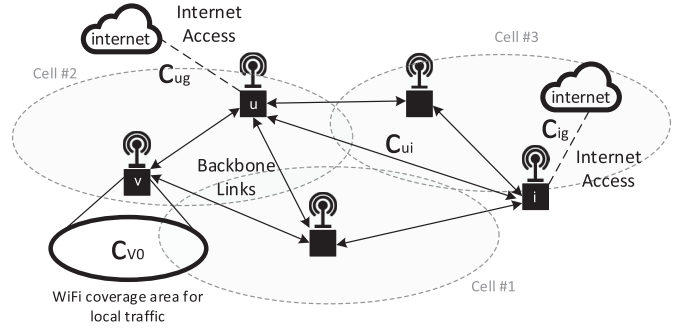 Internet
Access
internet
Cell #3
Cell #2
Cug
u
internet
Cui
Cig
Backbone
Links
Internet
Access
v
i
CV0
Cell #1
WiFi coverage area for
local traffic